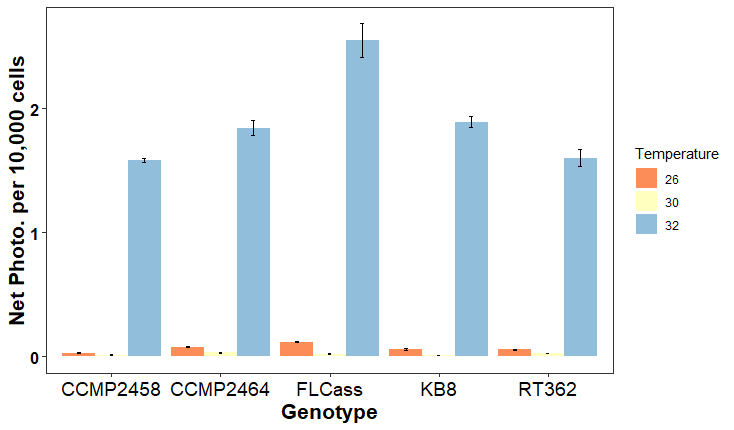 Net Photo. per 10,000 cells
2
1
0
CCMP2458 CCMP2464 FLCass KB8 RT362
Genotype
Temperature
26
30
32